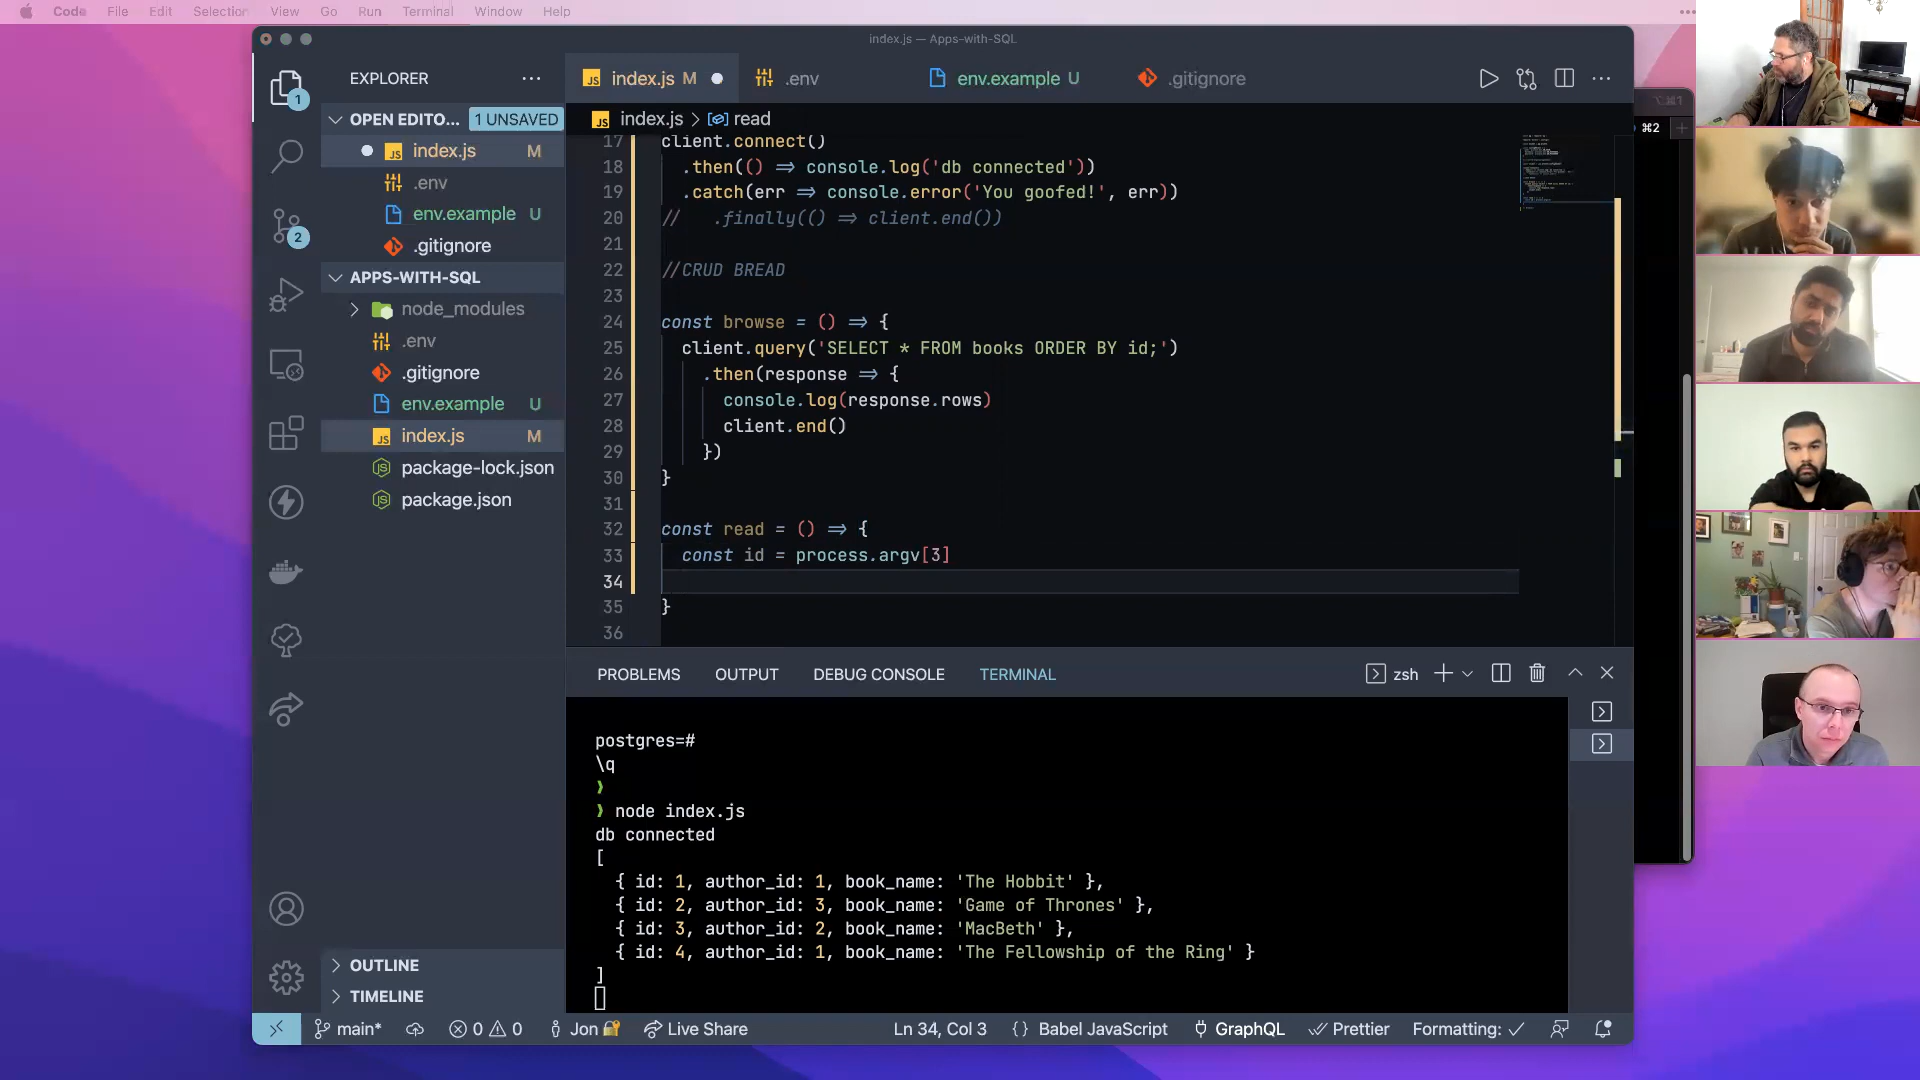 Code File Edit Selection View Go Run Terminal Window Help
index.js — Apps-with-SQL
EXPLORER
index.js M
.env
env.example U
.gitignore
1
OPEN EDITO...
1 UNSAVED
index.js > read
⌥⌘1
⌘2
index.js M
.env
env.example U
.gitignore
2
APPS-WITH-SQL
node_modules
.env
.gitignore
env.example U
index.js M
package-lock.json
package.json
17 client.connect()
18 .then(() => console.log('db connected'))
19 .catch(err => console.error('You goofed!', err))
20 // .finally(() => client.end())
21
22 //CRUD BREAD
23
24 const browse = () => {
25 client.query('SELECT * FROM books ORDER BY id;')
26 .then(response => {
27 console.log(response.rows)
28 client.end()
29 })
30 }
31
32 const read = () => {
33 const id = process.argv[3]
34
35 }
36
PROBLEMS OUTPUT DEBUG CONSOLE TERMINAL
zsh
postgres=#
\q
❱
❱ node index.js
db connected
[
{ id: 1, author_id: 1, book_name: 'The Hobbit' },
{ id: 2, author_id: 3, book_name: 'Game of Thrones' },
{ id: 3, author_id: 2, book_name: 'MacBeth' },
{ id: 4, author_id: 1, book_name: 'The Fellowship of the Ring' }
]
OUTLINE
TIMELINE
main* 0 0 Jon Live Share Ln 34, Col 3 {} Babel JavaScript GraphQL Prettier Formatting: